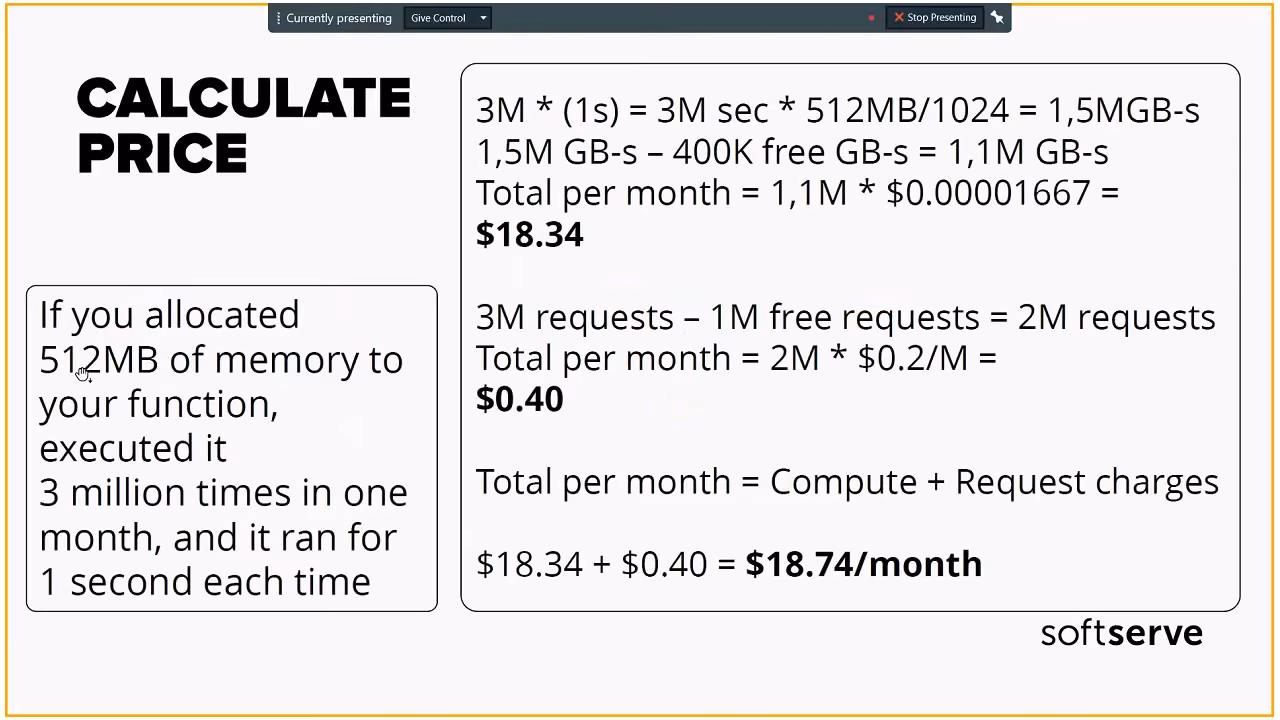 Currently presenting
Give Control
Stop Presenting
CALCULATE
PRICE
If you allocated
512MB of memory to
your function,
executed it
3 million times in one
month, and it ran for
1 second each time
3M * (1s) = 3M sec * 512MB/1024 = 1,5MGB-s
1,5M GB-s – 400K free GB-s = 1,1M GB-s
Total per month = 1,1M * $0.00001667 =
$18.34
3M requests – 1M free requests = 2M requests
Total per month = 2M * $0.2/M =
$0.40
Total per month = Compute + Request charges
$18.34 + $0.40 = $18.74/month
softserve